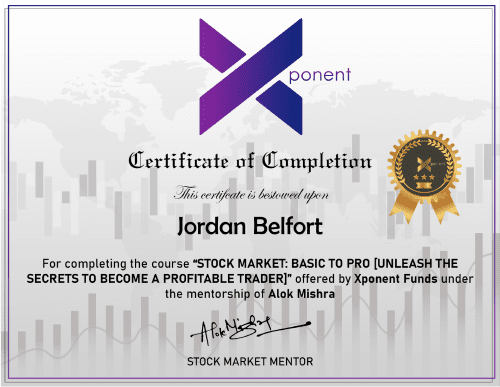 Xponent
Certificate of Completion
This certifcate is bestowed upon
Jordan Belfort
For completing the course “STOCK MARKET: BASIC TO PRO [UNLEASH THE
SECRETS TO BECOME A PROFITABLE TRADER]” offered by Xponent Funds under
the mentorship of Alok Mishra
Alok Mishra
STOCK MARKET MENTOR